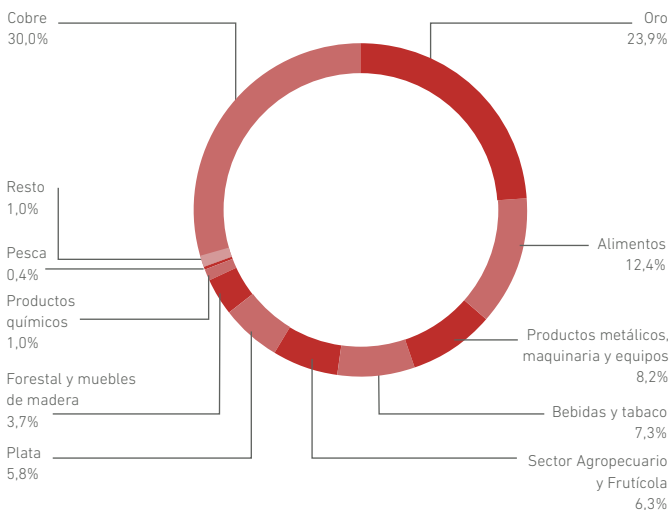 Cobre
30,0%
Oro
23,9%
Resto
1,0%
Pesca
0,4%
Productos
químicos
1,0%
Forestal y muebles
de madera
3,7%
Plata
5,8%
Alimentos
12,4%
Productos metálicos,
maquinaria y equipos
8,2%
Bebidas y tabaco
7,3%
Sector Agropecuario
y Frutícola
6,3%